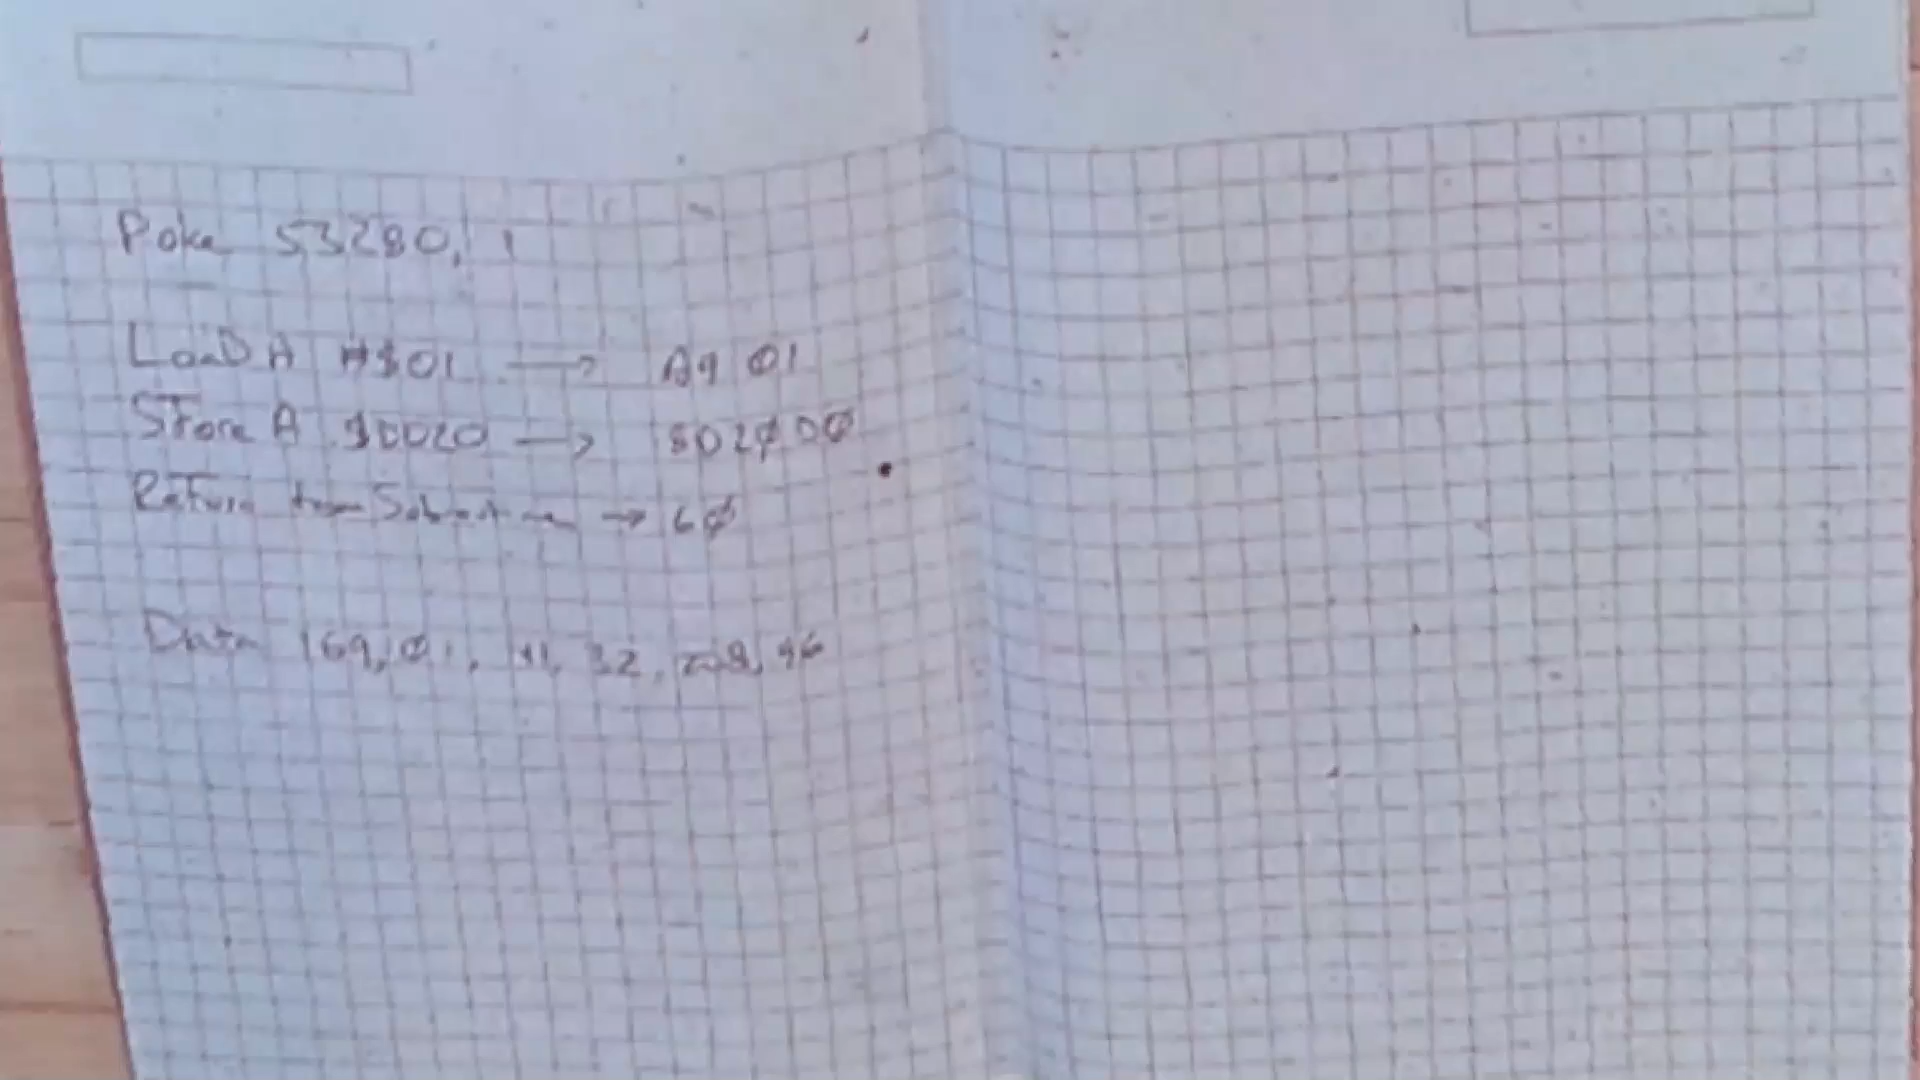 Poke 53280, 1
LoaD A #$01 → A9 01
STore A $D020 → 8D 20 D0
Return from Subroutine → 60
Data 169, 01, 141, 32, 208, 96